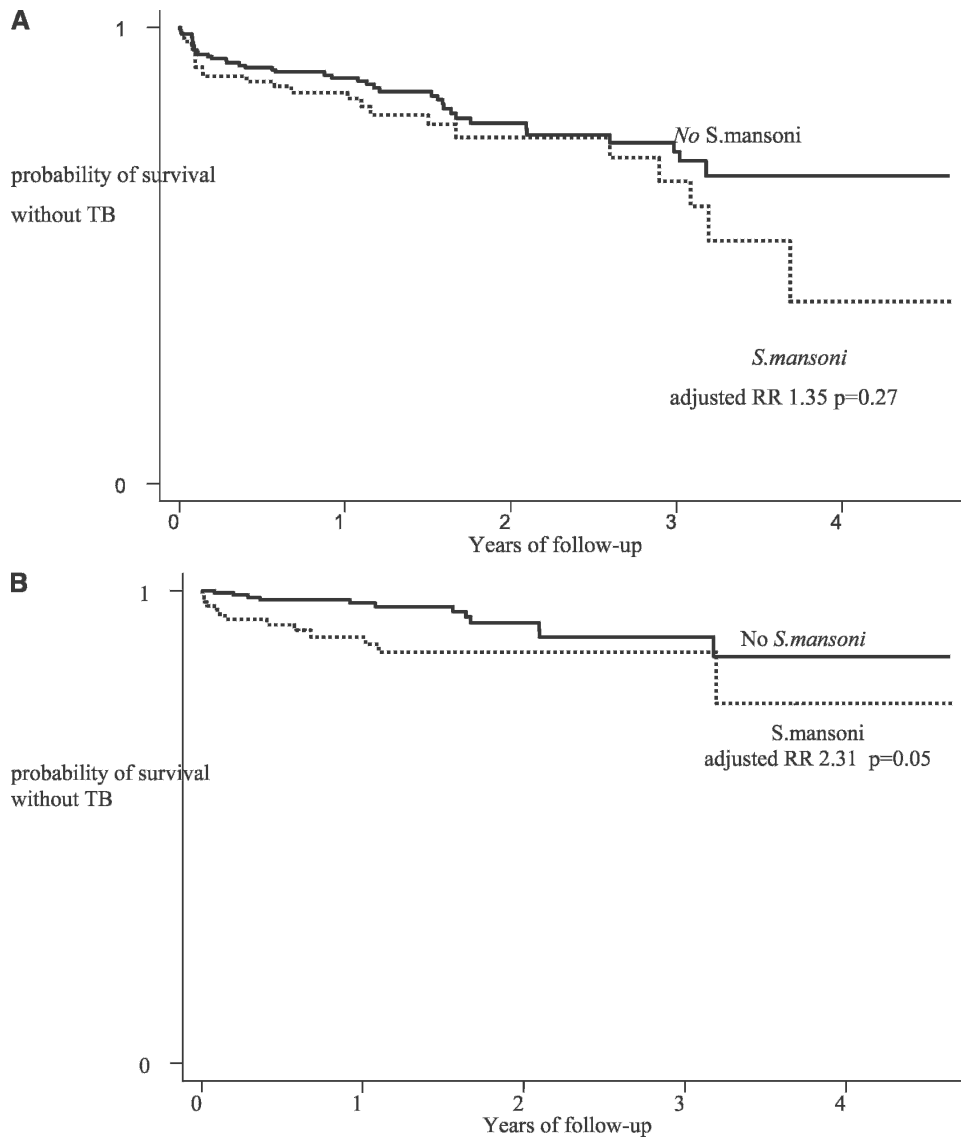 A
1
No S.mansoni
probability of survival
without TB
S.mansoni
adjusted RR 1.35 p=0.27
0
0 1 2 3 4
Years of follow-up
B
1
No S.mansoni
S.mansoni
adjusted RR 2.31 p=0.05
probability of survival
without TB
0
0 1 2 3 4
Years of follow-up